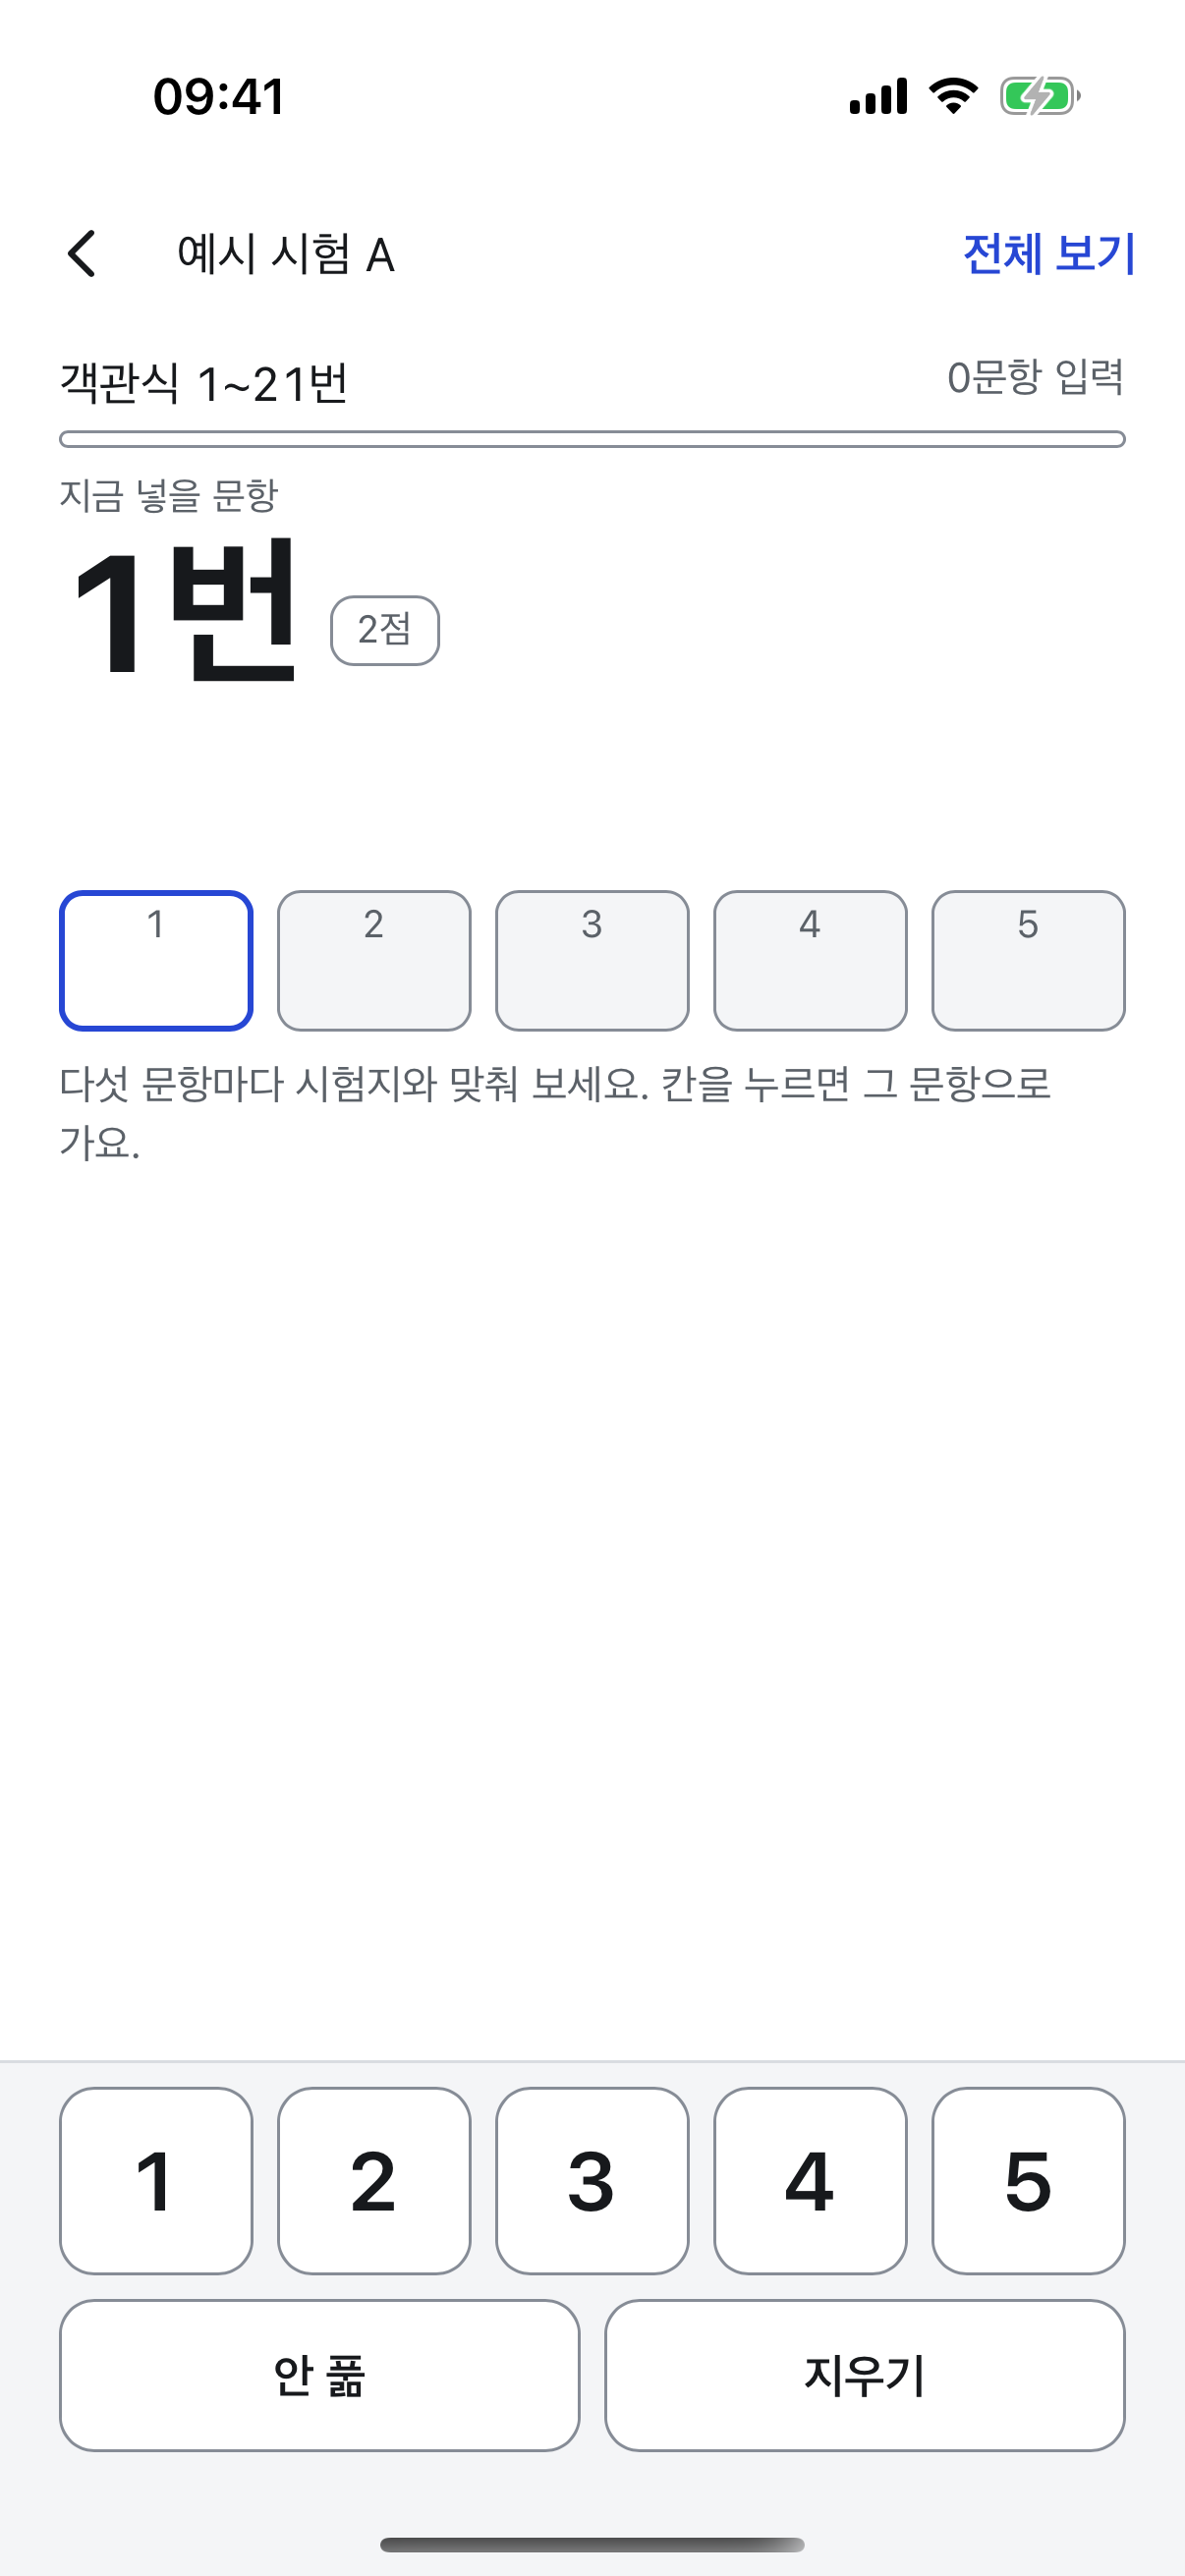 09:41
예시 시험 A
전체 보기
객관식 1~21번
0문항 입력
지금 넣을 문항
1번
2점
1 2 3 4 5
다섯 문항마다 시험지와 맞춰 보세요. 칸을 누르면 그 문항으로
가요.
1 2 3 4 5
안 풂 지우기